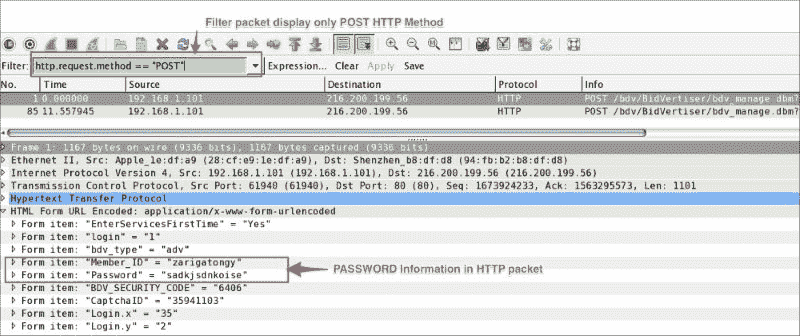 Filter packet display only POST HTTP Method
Filter: http.request.method == "POST" Expression... Clear Apply Save
No. Time Source Destination Protocol Info
1 0.000000 192.168.1.101 216.200.199.56 HTTP POST /bdv/BidVertiser/bdv_manage.dbm?
85 11.557945 192.168.1.101 216.200.199.56 HTTP POST /bdv/BidVertiser/bdv_manage.dbm?
Frame 1: 1167 bytes on wire (9336 bits), 1167 bytes captured (9336 bits)
Ethernet II, Src: Apple_1e:df:a9 (28:cf:e9:1e:df:a9), Dst: Shenzhen_b8:df:d8 (94:fb:b2:b8:df:d8)
Internet Protocol Version 4, Src: 192.168.1.101 (192.168.1.101), Dst: 216.200.199.56 (216.200.199.56)
Transmission Control Protocol, Src Port: 61940 (61940), Dst Port: 80 (80), Seq: 1673924233, Ack: 1563295573, Len: 1101
Hypertext Transfer Protocol
HTML Form URL Encoded: application/x-www-form-urlencoded
Form item: "EnterServicesFirstTime" = "Yes"
Form item: "login" = "1"
Form item: "bdv_type" = "adv"
Form item: "Member_ID" = "zarigatongy"
Form item: "Password" = "sadkjsdnkoise"
PASSWORD Information in HTTP packet
Form item: "BDV_SECURITY_CODE" = "6406"
Form item: "CaptchaID" = "35941103"
Form item: "Login.x" = "35"
Form item: "Login.y" = "2"